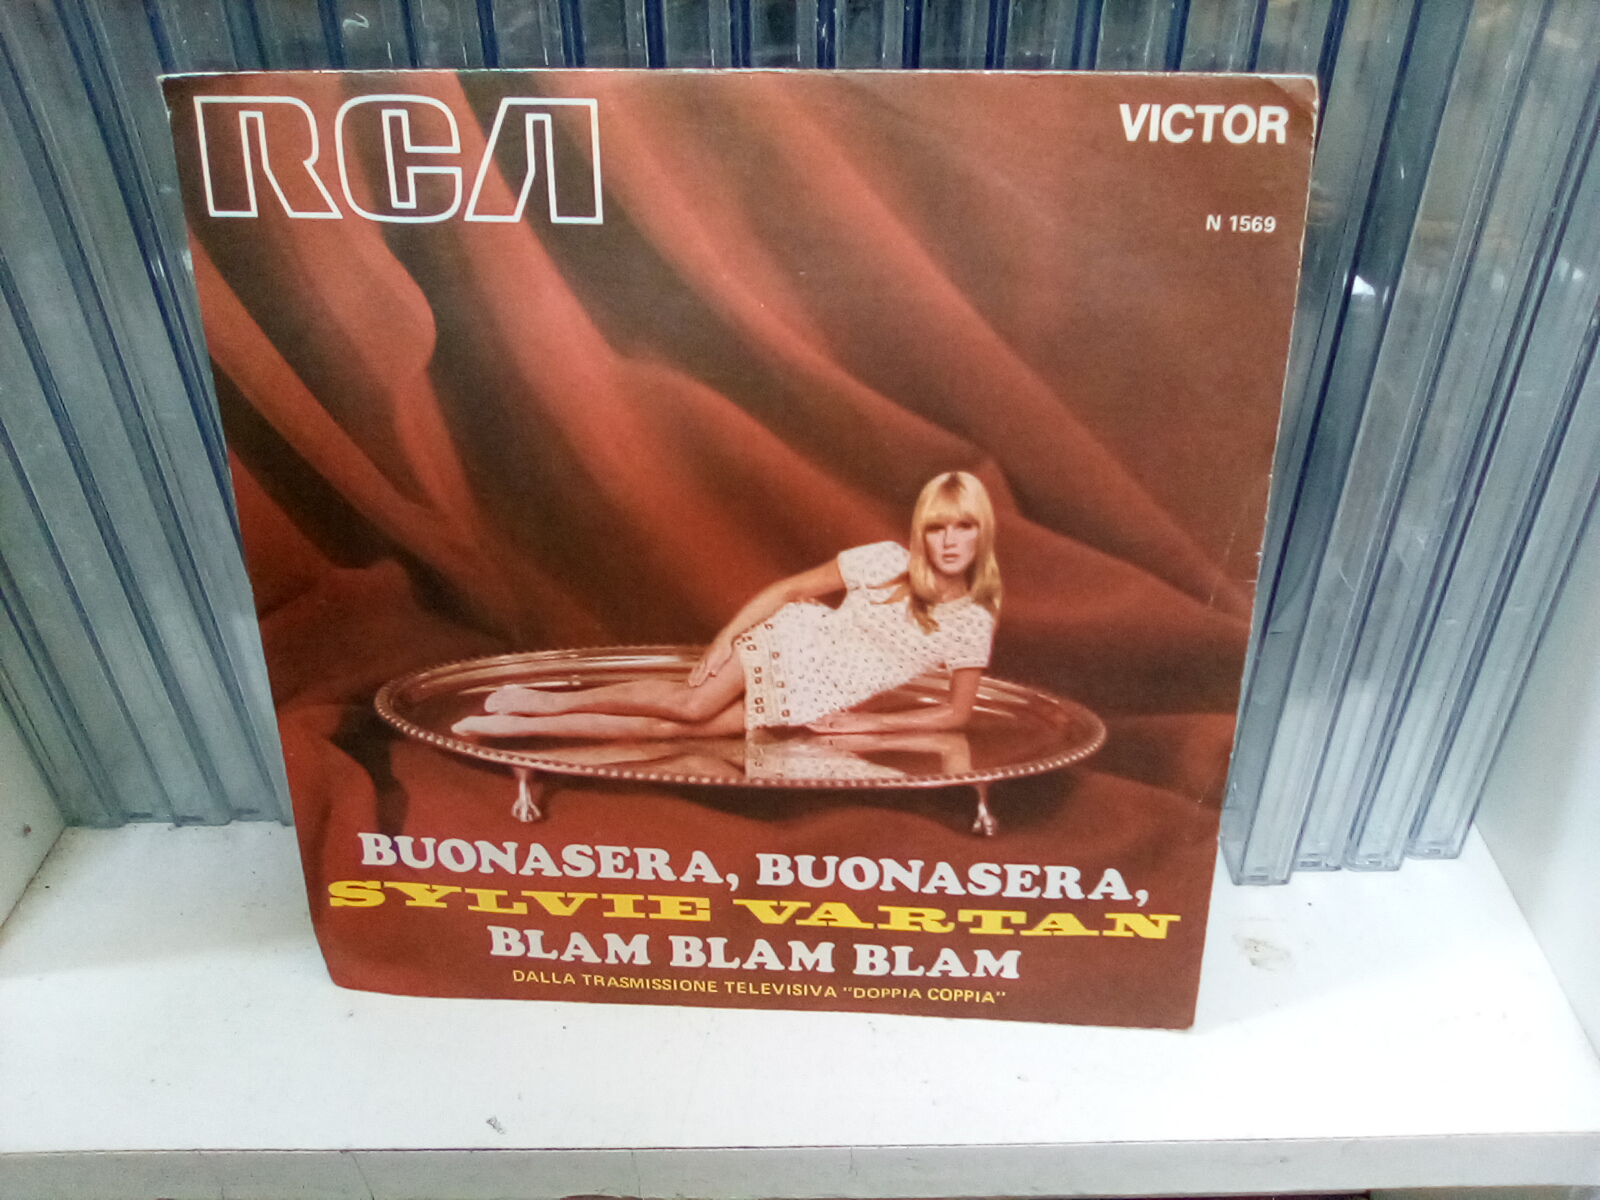 RCA
VICTOR
N 1569
BUONASERA, BUONASERA,
SYLVIE VARTAN
BLAM BLAM BLAM
DALLA TRASMISSIONE TELEVISIVA "DOPPIA COPPIA"